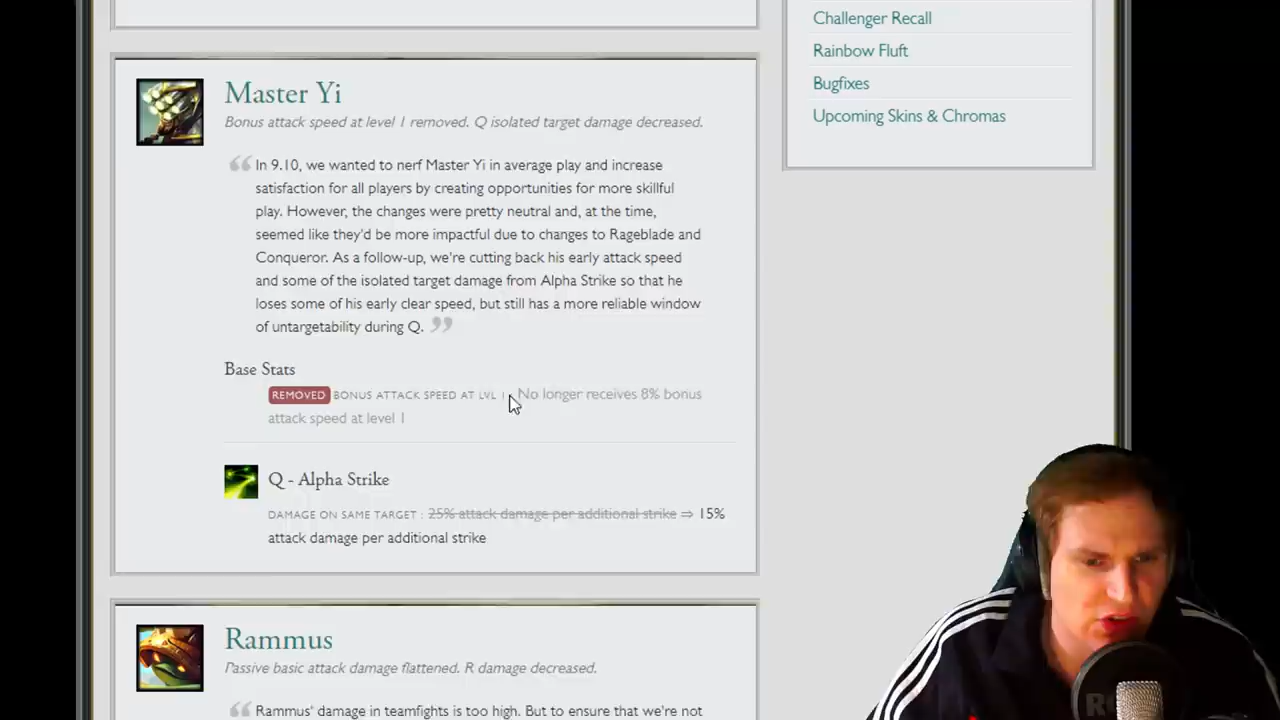 Challenger Recall
Rainbow Fluft
Bugfixes
Upcoming Skins & Chromas
Master Yi
Bonus attack speed at level 1 removed. Q isolated target damage decreased.
“ In 9.10, we wanted to nerf Master Yi in average play and increase
satisfaction for all players by creating opportunities for more skillful
play. However, the changes were pretty neutral and, at the time,
seemed like they'd be more impactful due to changes to Rageblade and
Conqueror. As a follow-up, we're cutting back his early attack speed
and some of the isolated target damage from Alpha Strike so that he
loses some of his early clear speed, but still has a more reliable window
of untargetability during Q. ”
Base Stats
REMOVED BONUS ATTACK SPEED AT LVL 1 : No longer receives 8% bonus
attack speed at level 1
Q - Alpha Strike
DAMAGE ON SAME TARGET : 25% attack damage per additional strike ⇒ 15%
attack damage per additional strike
Rammus
Passive basic attack damage flattened. R damage decreased.
“ Rammus' damage in teamfights is too high. But to ensure that we're not